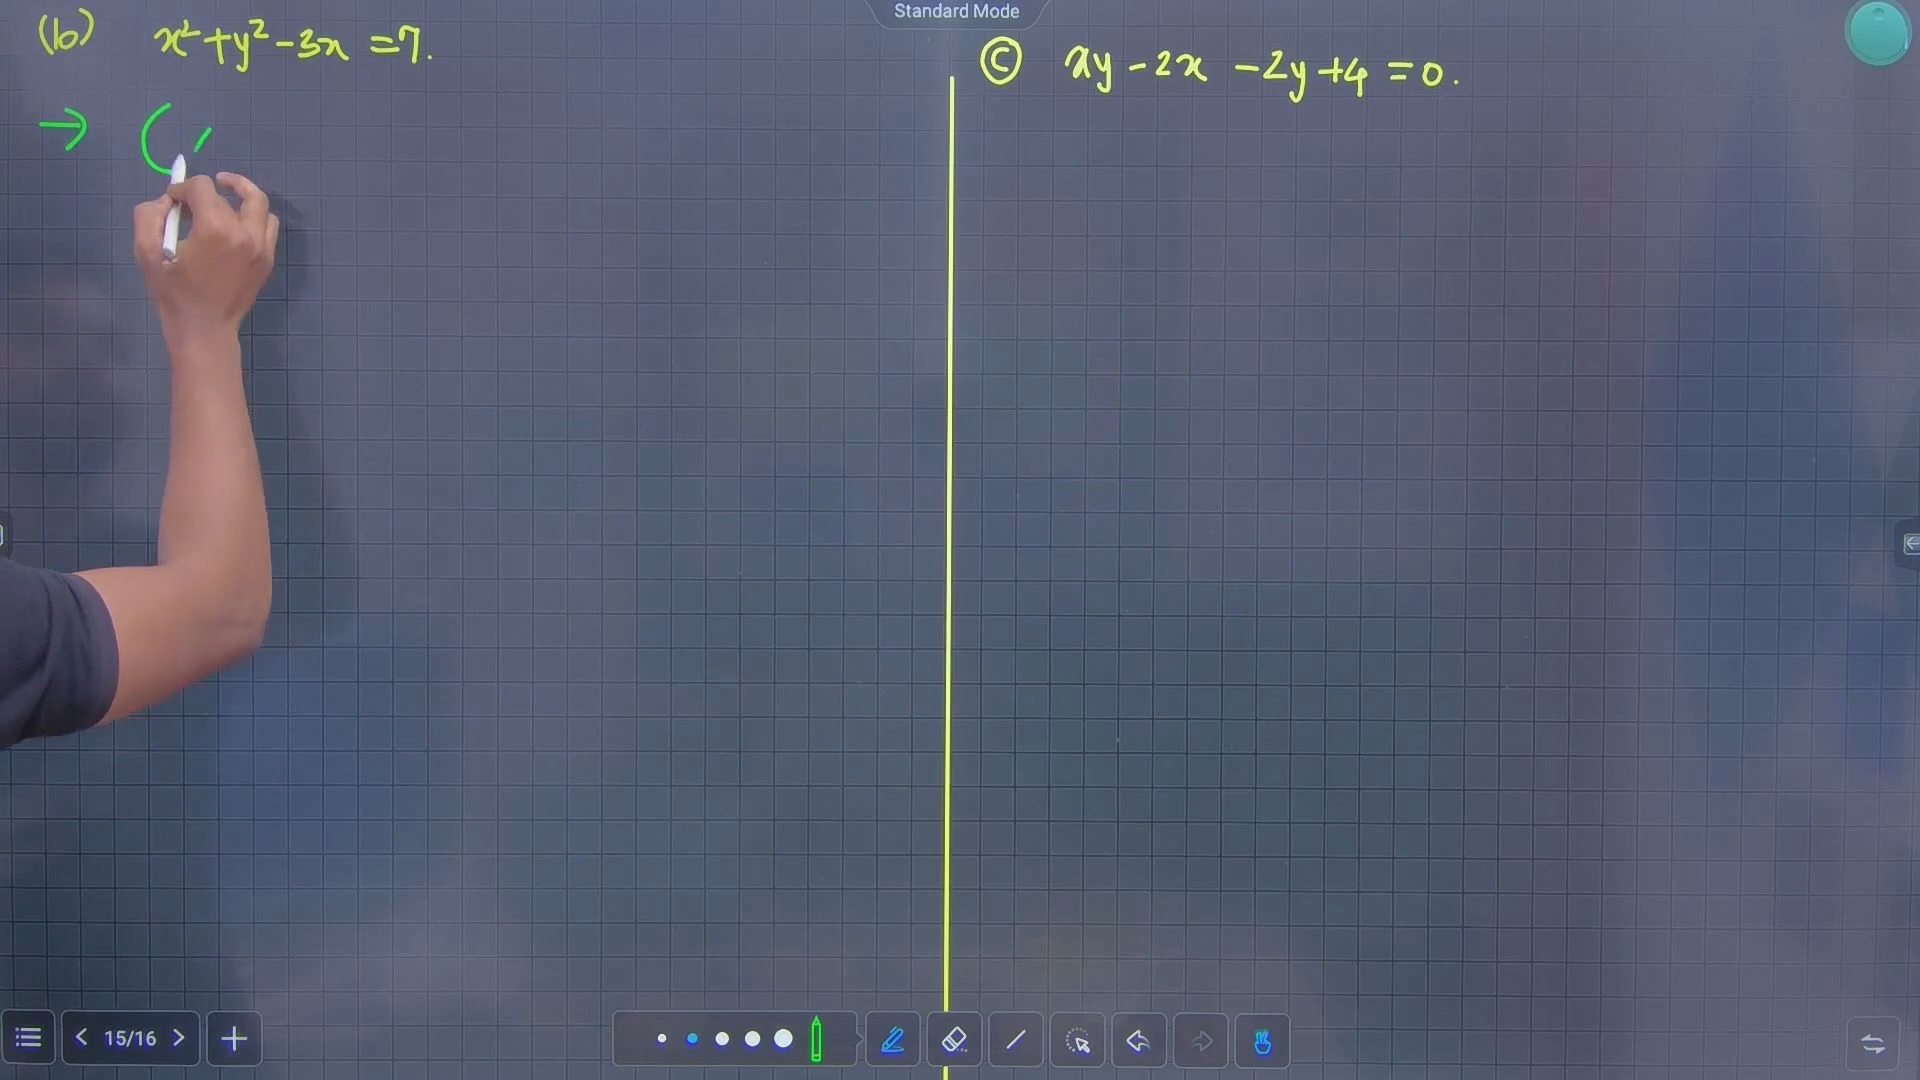 Standard Mode
(b) x²+y²-3x =7.
→ (
Ⓒ xy -2x -2y+4 =0.
15/16